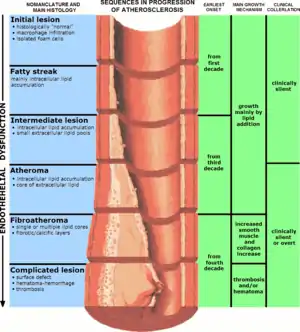 NOMANCLATURE AND
MAIN HISTOLOGY
SEQUENCES IN PROGRESSION
OF ATHEROSCLEROSIS
EARLIEST
ONSET
MAIN GROWTH
MECHANISM
CLINICAL
COLLERLATION
ENDOTHELIAL DYSFUNCTION
Initial lesion
• histologically "normal"
• macrophage infiltration
• isolated foam cells
Fatty streak
mainly intracellular lipid
accumulation
Intermediate lesion
• intracellular lipid accumulation
• small extracellular lipid pools
Atheroma
• intracellular lipid accumulation
• core of extracellular lipid
Fibroatheroma
• single or multiple lipid cores
• fibrotic/calcific layers
Complicated lesion
• surface defect
• hematoma-hemorrhage
• thrombosis
from
first
decade
from
third
decade
from
fourth
decade
growth
mainly by
lipid
addition
increased
smooth
muscle
and
collagen
increase
thrombosis
and/or
hematoma
clinically
silent
clinically
silent
or overt